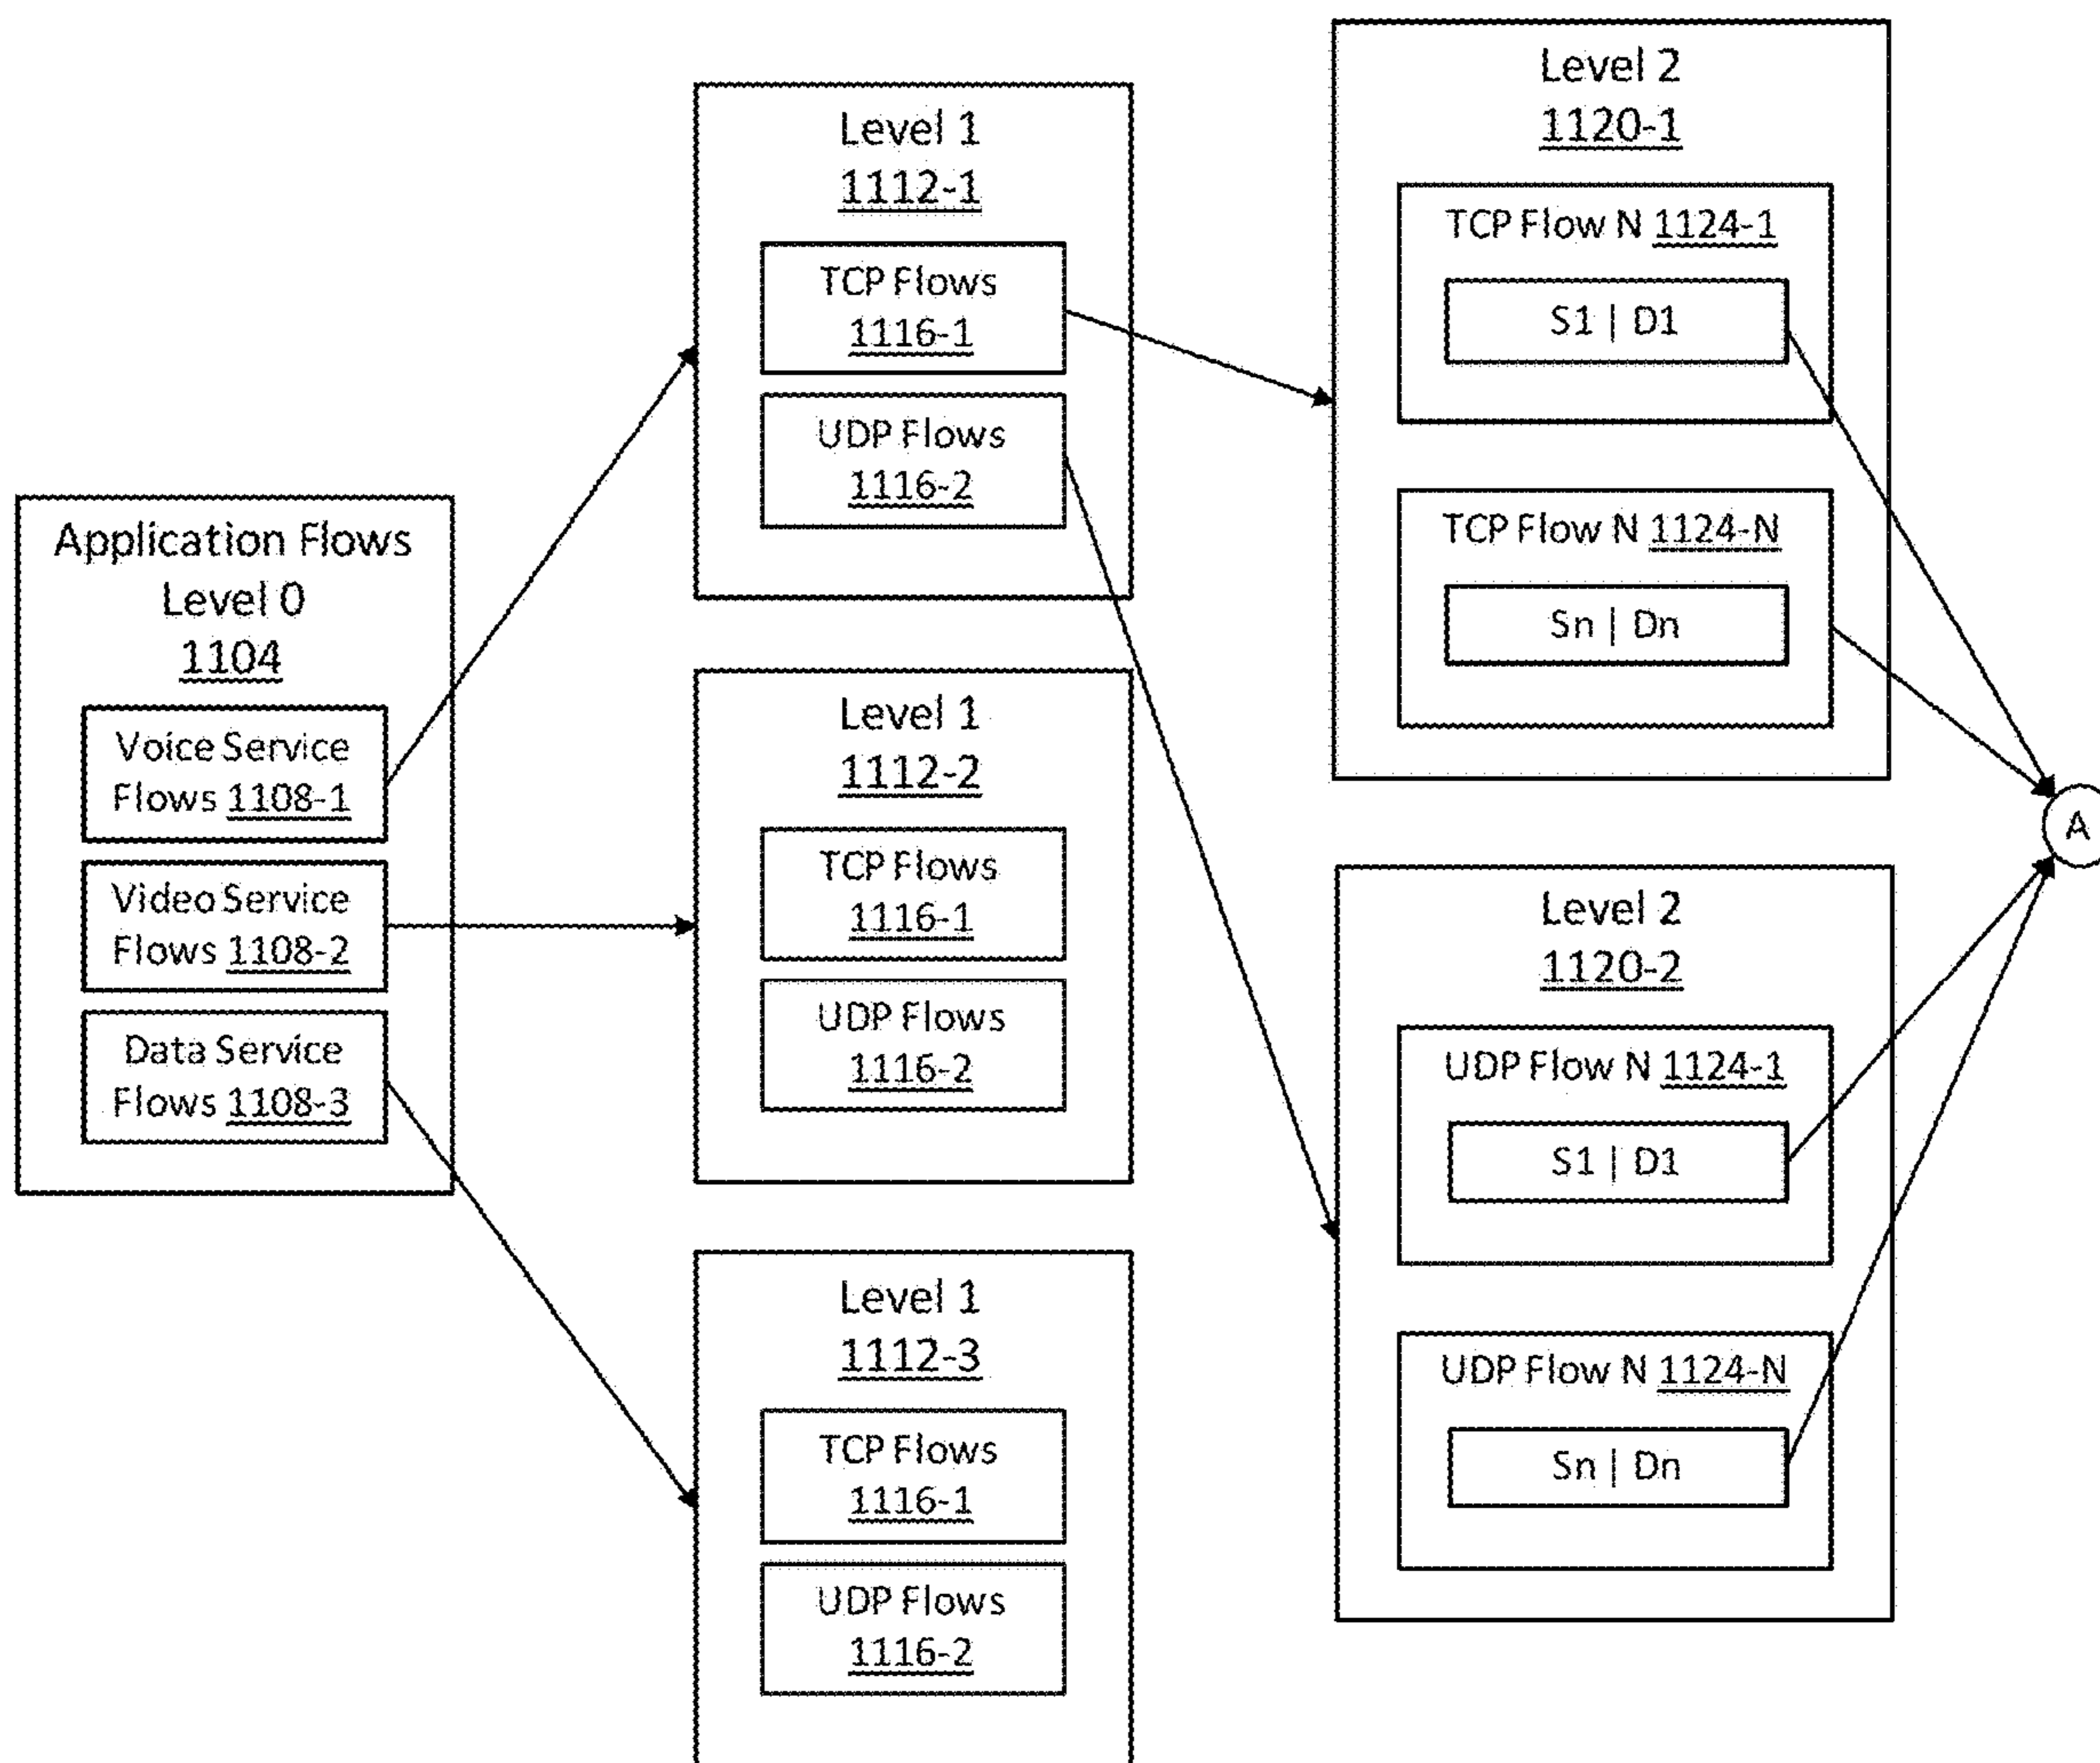 Application Flows
Level 0
1104
Voice Service
Flows 1108-1
Video Service
Flows 1108-2
Data Service
Flows 1108-3
Level 1
1112-1
TCP Flows
1116-1
UDP Flows
1116-2
Level 1
1112-2
TCP Flows
1116-1
UDP Flows
1116-2
Level 1
1112-3
TCP Flows
1116-1
UDP Flows
1116-2
Level 2
1120-1
TCP Flow N 1124-1
S1 | D1
TCP Flow N 1124-N
Sn | Dn
Level 2
1120-2
UDP Flow N 1124-1
S1 | D1
UDP Flow N 1124-N
Sn | Dn
A